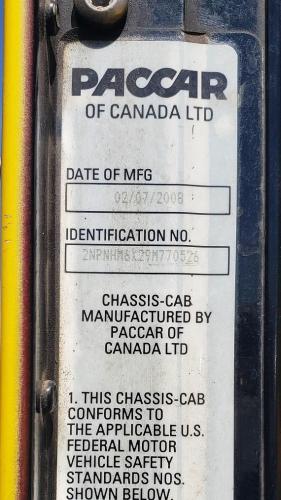 PACCAR
OF CANADA LTD
DATE OF MFG
02/07/2008
IDENTIFICATION NO.
2NPNHM6X29M770526
CHASSIS-CAB
MANUFACTURED BY
PACCAR OF
CANADA LTD
1. THIS CHASSIS-CAB
CONFORMS TO
THE APPLICABLE U.S.
FEDERAL MOTOR
VEHICLE SAFETY
STANDARDS NOS.
SHOWN BELOW.